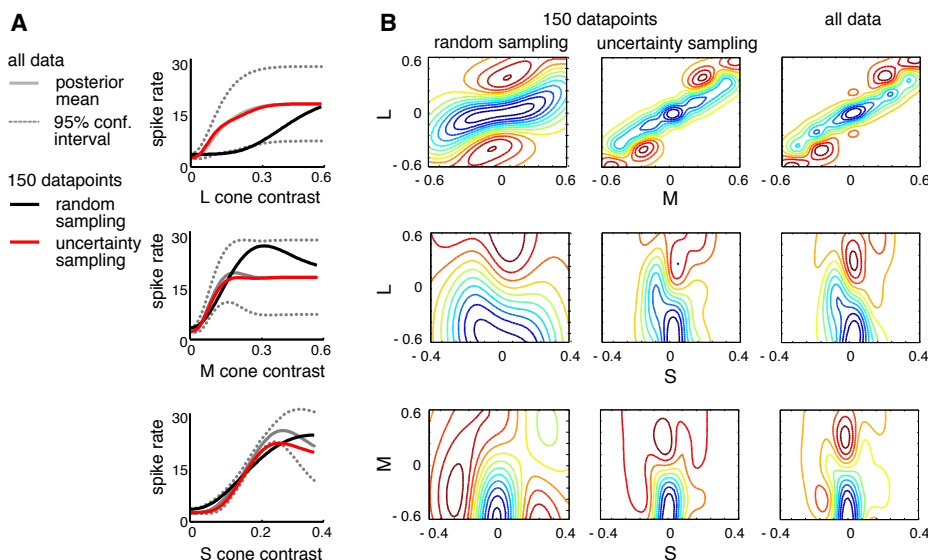 A
all data
posterior
mean
95% conf.
interval
150 datapoints
random
sampling
uncertainty
sampling
spike rate
30
15
0
0
0.3
0.6
L cone contrast
spike rate
30
15
0
0
0.3
0.6
M cone contrast
spike rate
30
15
0
0
0.2
0.4
S cone contrast
B
150 datapoints
all data
random sampling
uncertainty sampling
L
0.6
0
- 0.6
- 0.6
0
0.6
- 0.6
0
0.6
- 0.6
0
0.6
M
L
0.6
0
- 0.6
- 0.4
0
0.4
- 0.4
0
0.4
- 0.4
0
0.4
S
M
0.6
0
- 0.6
- 0.4
0
0.4
- 0.4
0
0.4
- 0.4
0
0.4
S